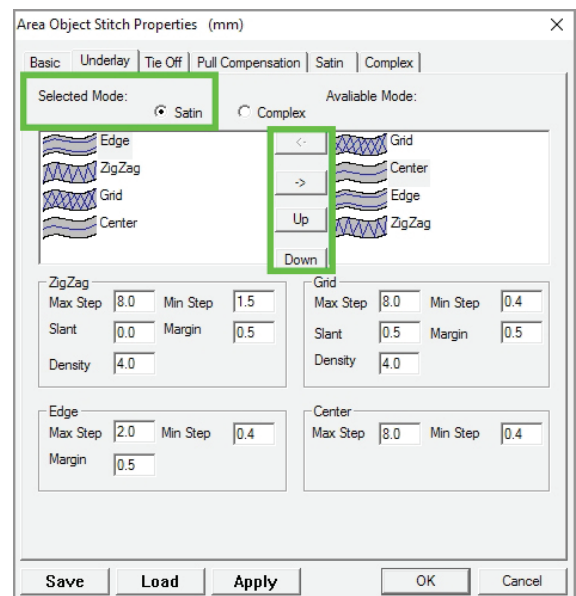 Area Object Stitch Properties (mm)
Basic Underlay Tie Off Pull Compensation Satin Complex
Selected Mode: Satin Complex Avaliable Mode:
Edge <- Grid
ZigZag -> Center
Grid Up Edge
Center Down ZigZag
ZigZag Grid
Max Step 8.0 Min Step 1.5 Max Step 8.0 Min Step 0.4
Slant 0.0 Margin 0.5 Slant 0.5 Margin 0.5
Density 4.0 Density 4.0
Edge Center
Max Step 2.0 Min Step 0.4 Max Step 8.0 Min Step 0.4
Margin 0.5
Save Load Apply OK Cancel